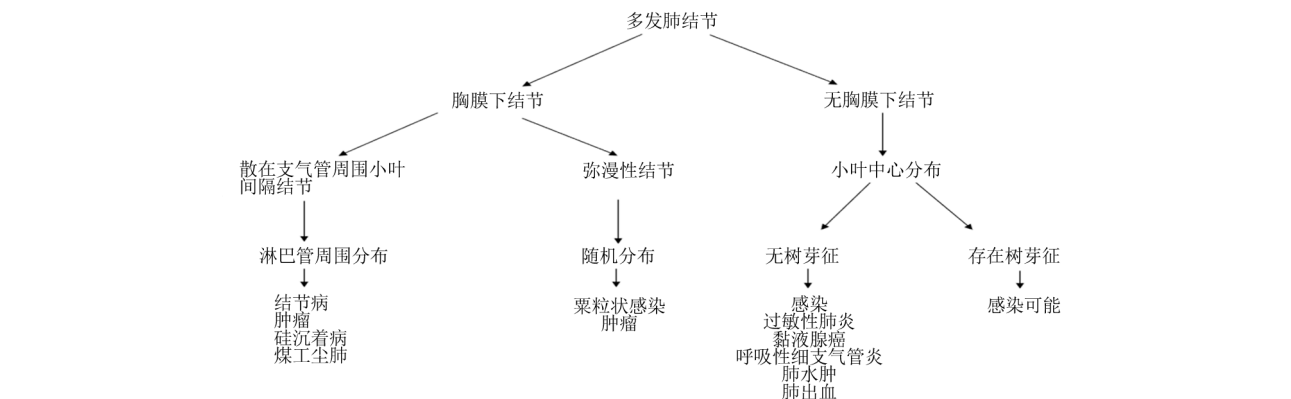 多发肺结节
胸膜下结节
无胸膜下结节
散在支气管周围小叶
间隔结节
弥漫性结节
小叶中心分布
淋巴管周围分布
随机分布
无树芽征
存在树芽征
结节病
肿瘤
硅沉着病
煤工尘肺
粟粒状感染
肿瘤
感染
过敏性肺炎
黏液腺癌
呼吸性细支气管炎
肺水肿
肺出血
感染可能